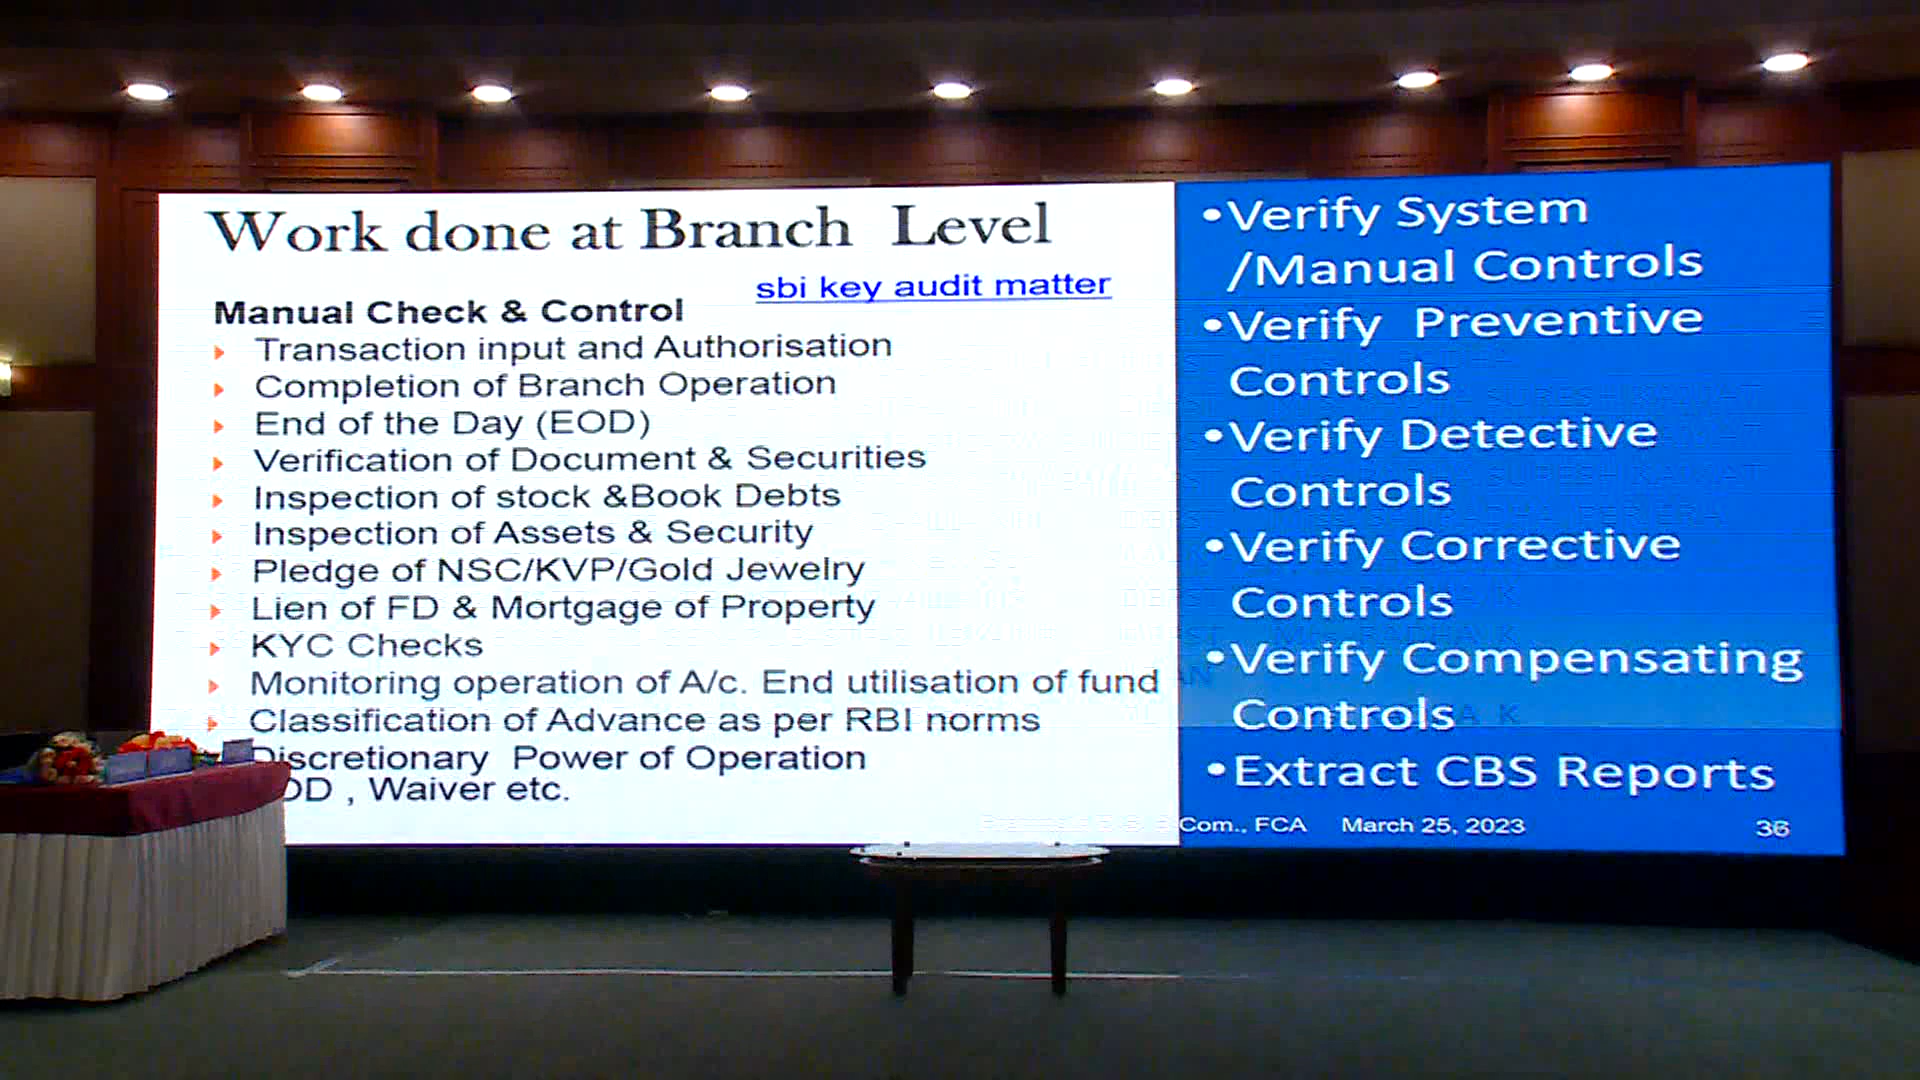 Work done at Branch Level
sbi key audit matter
Manual Check & Control
Transaction input and Authorisation
Completion of Branch Operation
End of the Day (EOD)
Verification of Document & Securities
Inspection of stock &Book Debts
Inspection of Assets & Security
Pledge of NSC/KVP/Gold Jewelry
Lien of FD & Mortgage of Property
KYC Checks
Monitoring operation of A/c. End utilisation of fund
Classification of Advance as per RBI norms
Discretionary Power of Operation
, Waiver etc.
•Verify System
/Manual Controls
•Verify Preventive
Controls
•Verify Detective
Controls
•Verify Corrective
Controls
•Verify Compensating
Controls
•Extract CBS Reports
Com., FCA March 25, 2023 36